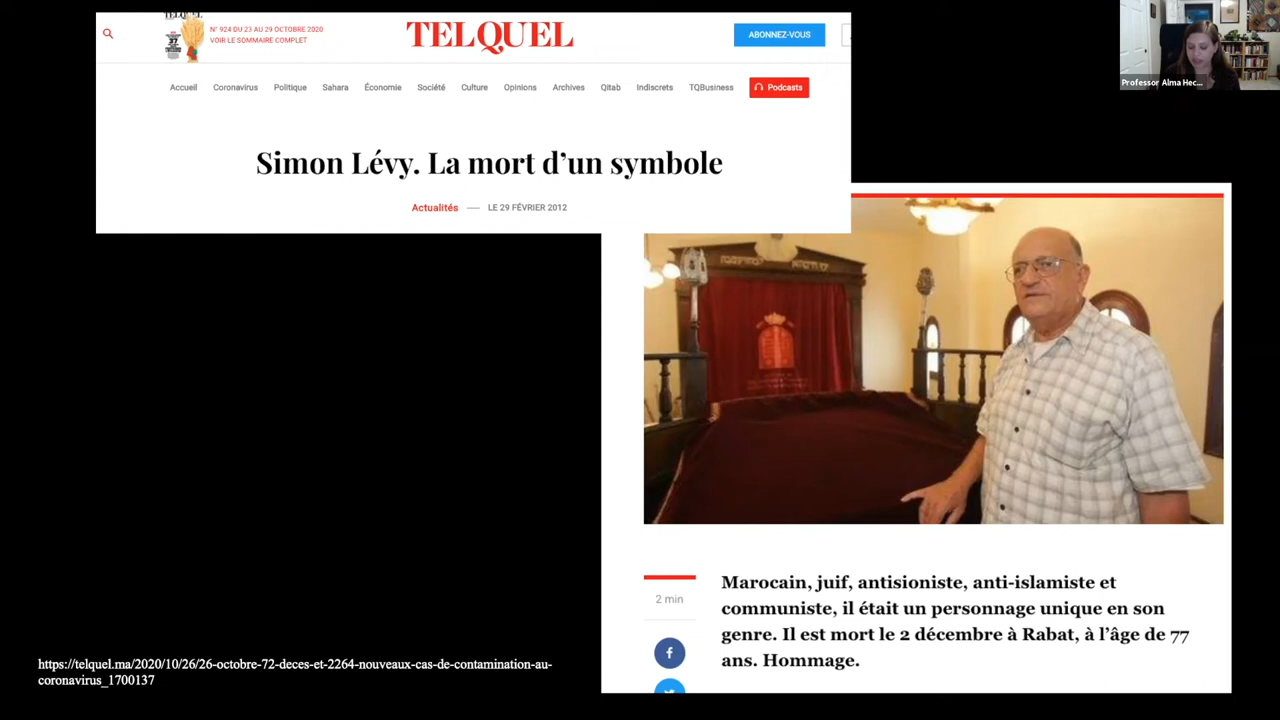 N° 924 DU 23 AU 29 OCTOBRE 2020
VOIR LE SOMMAIRE COMPLET
TELQUEL
ABONNEZ-VOUS
Accueil Coronavirus Politique Sahara Économie Société Culture Opinions Archives Qitab Indiscrets TQBusiness Podcasts
Simon Lévy. La mort d’un symbole
Actualités — LE 29 FÉVRIER 2012
Professor Alma Hec...
2 min
Marocain, juif, antisioniste, anti-islamiste et
communiste, il était un personnage unique en son
genre. Il est mort le 2 décembre à Rabat, à l’âge de 77
ans. Hommage.
https://telquel.ma/2020/10/26/26-octobre-72-deces-et-2264-nouveaux-cas-de-contamination-au-
coronavirus_1700137